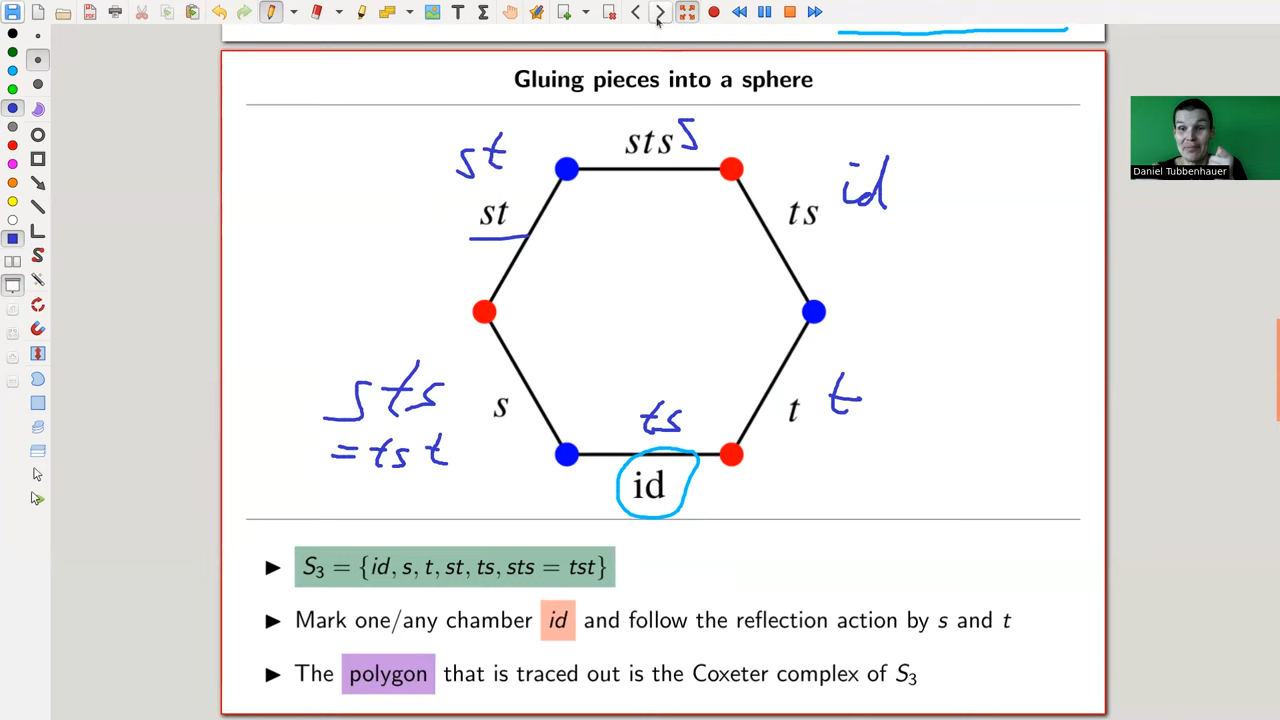 Gluing pieces into a sphere
sts s
st
id
st
ts
sts
= tst
s
ts
t
t
id
► S₃ = {id, s, t, st, ts, sts = tst}
► Mark one/any chamber id and follow the reflection action by s and t
► The polygon that is traced out is the Coxeter complex of S₃
Daniel Tubbenhauer